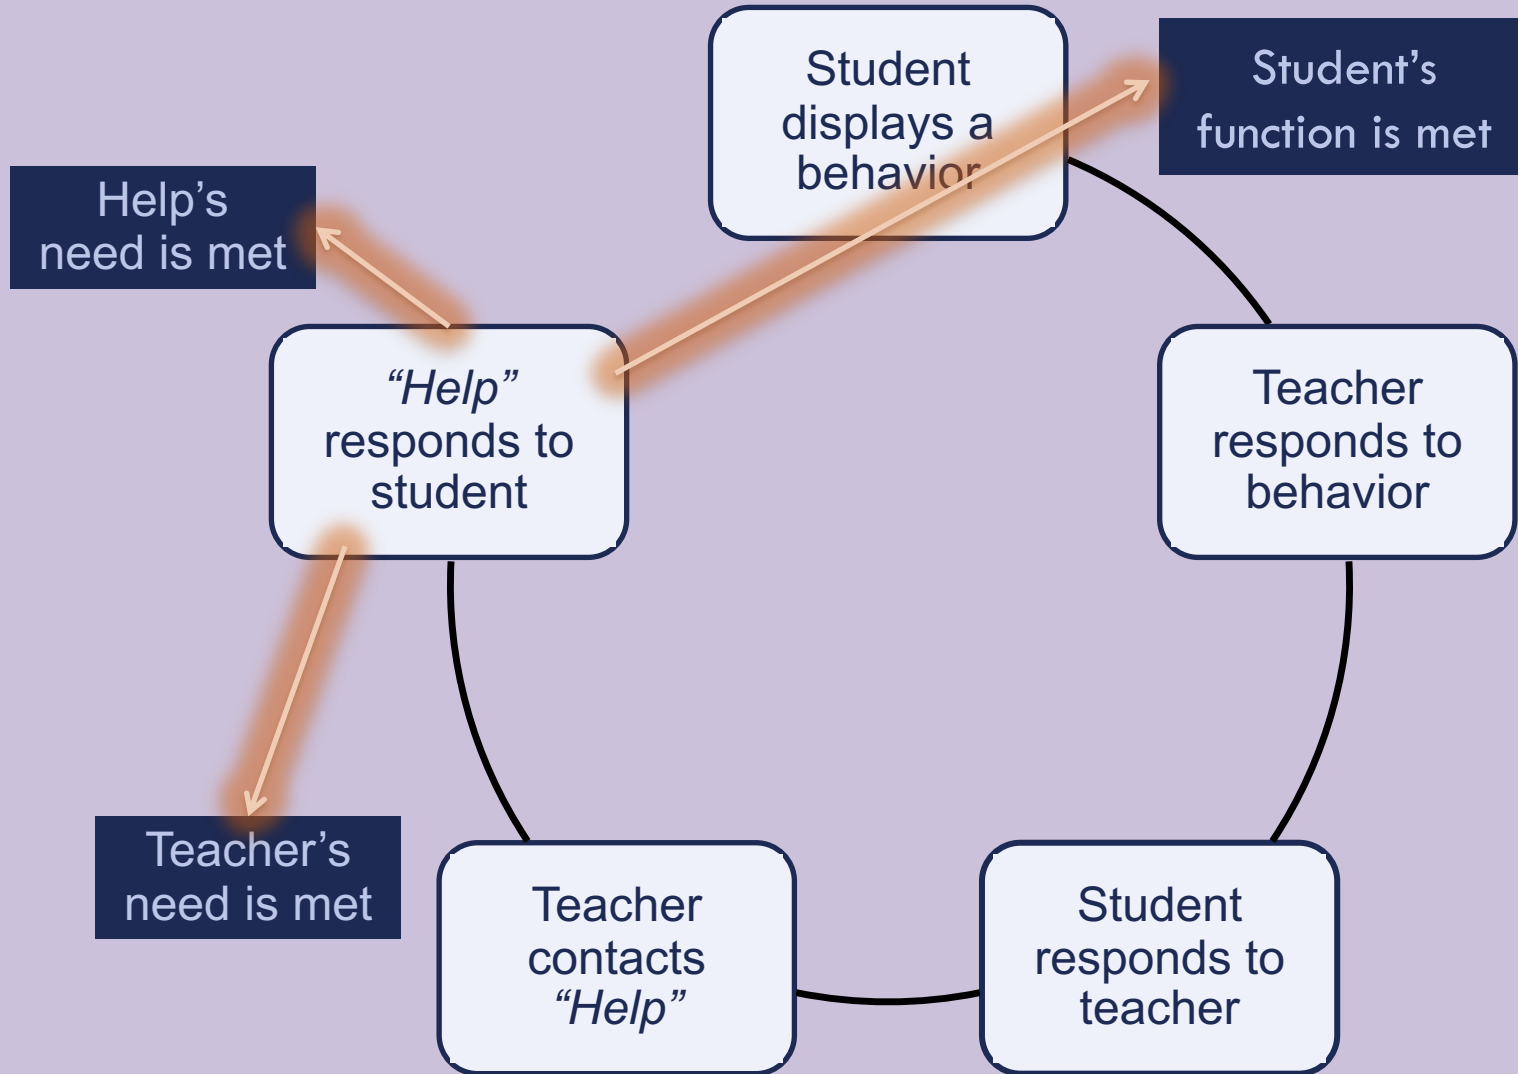 Student
displays a
behavior
Student’s
function is met
Help’s
need is met
“Help”
responds to
student
Teacher
responds to
behavior
Teacher’s
need is met
Teacher
contacts
“Help”
Student
responds to
teacher